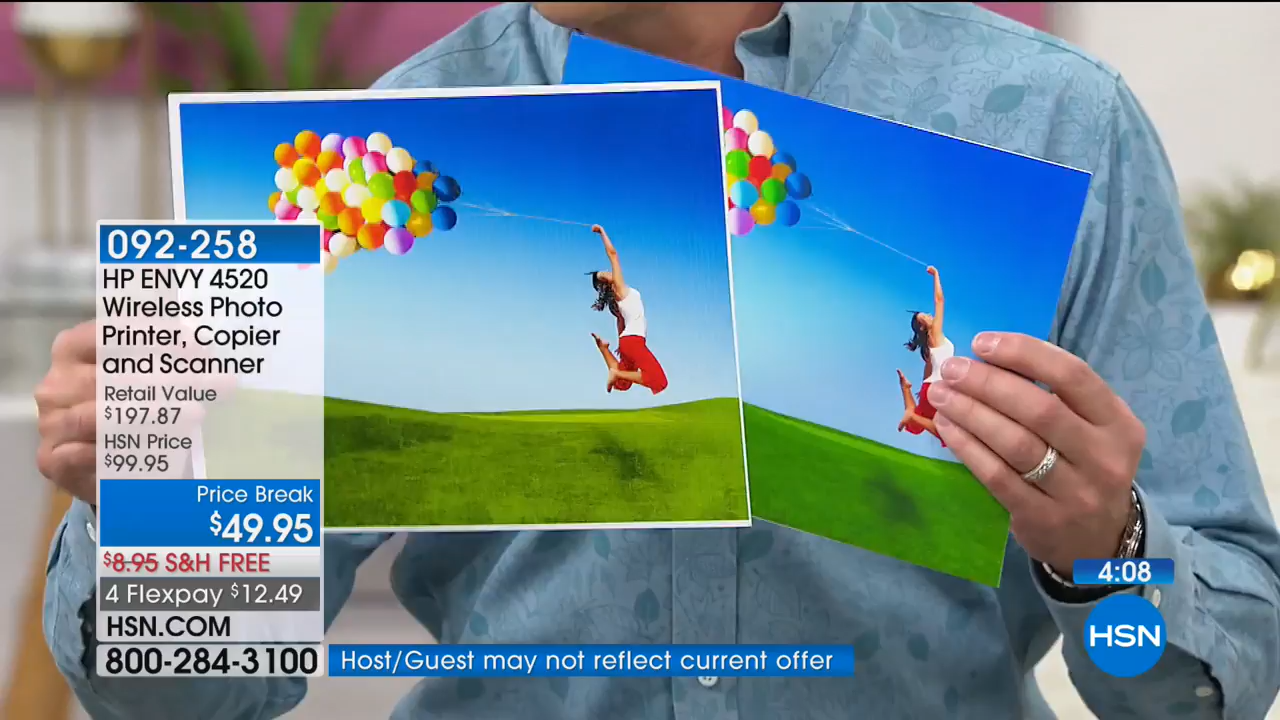 092-258
HP ENVY 4520
Wireless Photo
Printer, Copier
and Scanner
Retail Value
$197.87
HSN Price
$99.95
Price Break
$49.95
$8.95 S&H FREE
4 Flexpay $12.49
HSN.COM
800-284-3100
Host/Guest may not reflect current offer
4:08
HSN